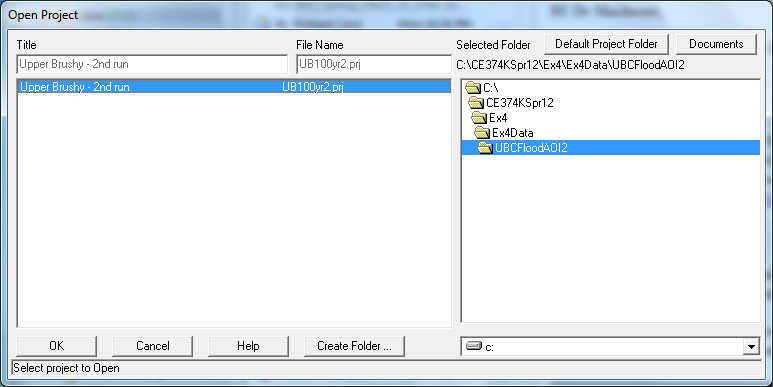 Open Project
Title
File Name
Selected Folder
Default Project Folder
Documents
Upper Brushy - 2nd run
UB100yr2.prj
C:\CE374KSpr12\Ex4\Ex4Data\UBCFloodAOI2
Upper Brushy - 2nd run UB100yr2.prj
C:\
CE374KSpr12
Ex4
Ex4Data
UBCFloodAOI2
OK
Cancel
Help
Create Folder ...
c:
Select project to Open